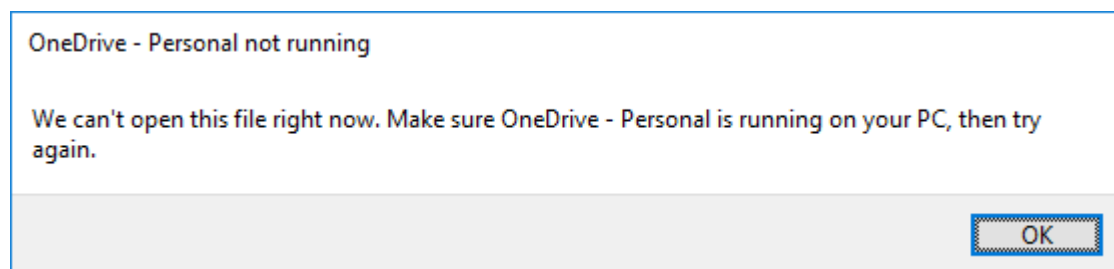 OneDrive - Personal not running
We can't open this file right now. Make sure OneDrive - Personal is running on your PC, then try
again.
OK